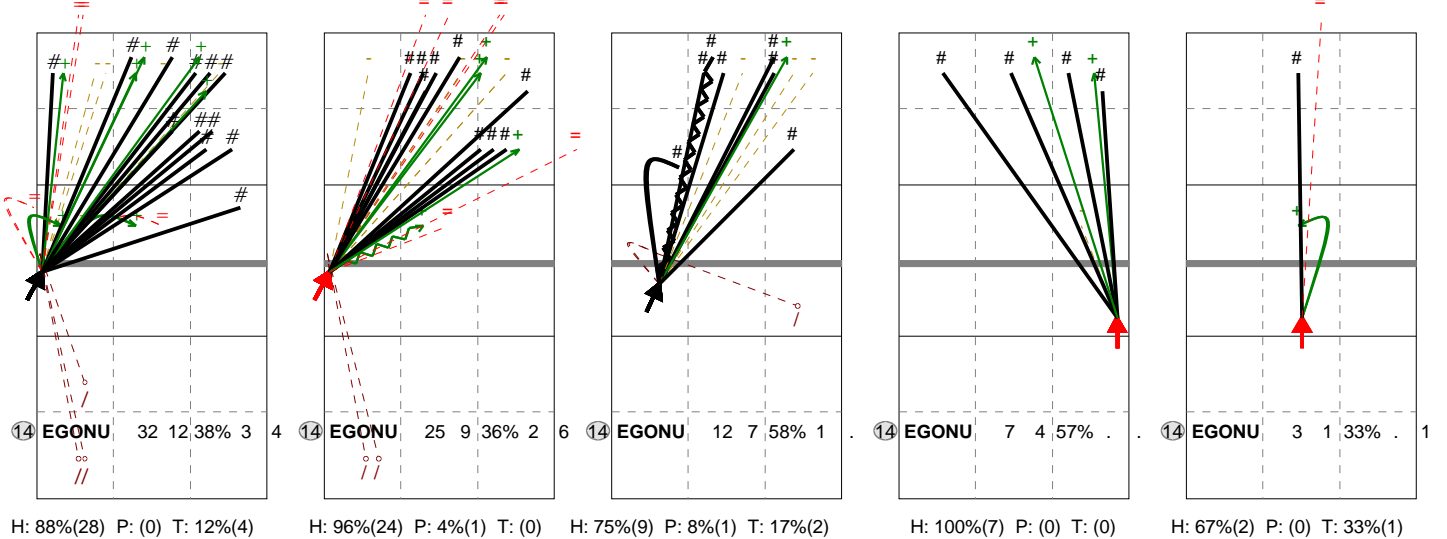 14 EGONU 32 12 38% 3 4
14 EGONU 25 9 36% 2 6
14 EGONU 12 7 58% 1 .
14 EGONU 7 4 57% . .
14 EGONU 3 1 33% . 1
H: 88%(28) P: (0) T: 12%(4)
H: 96%(24) P: 4%(1) T: (0)
H: 75%(9) P: 8%(1) T: 17%(2)
H: 100%(7) P: (0) T: (0)
H: 67%(2) P: (0) T: 33%(1)